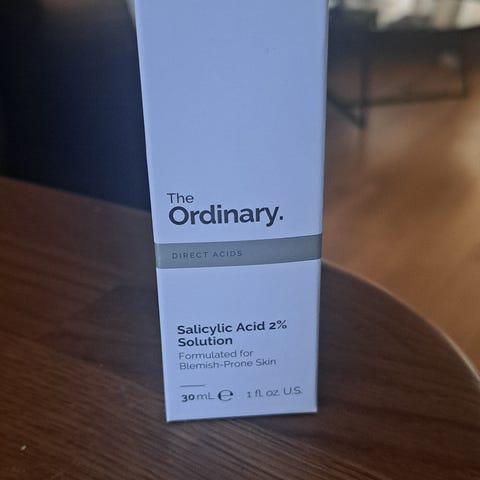 The
Ordinary.
DIRECT ACIDS
Salicylic Acid 2%
Solution
Formulated for
Blemish-Prone Skin
30 mL ℮ 1 fl. oz. U.S.